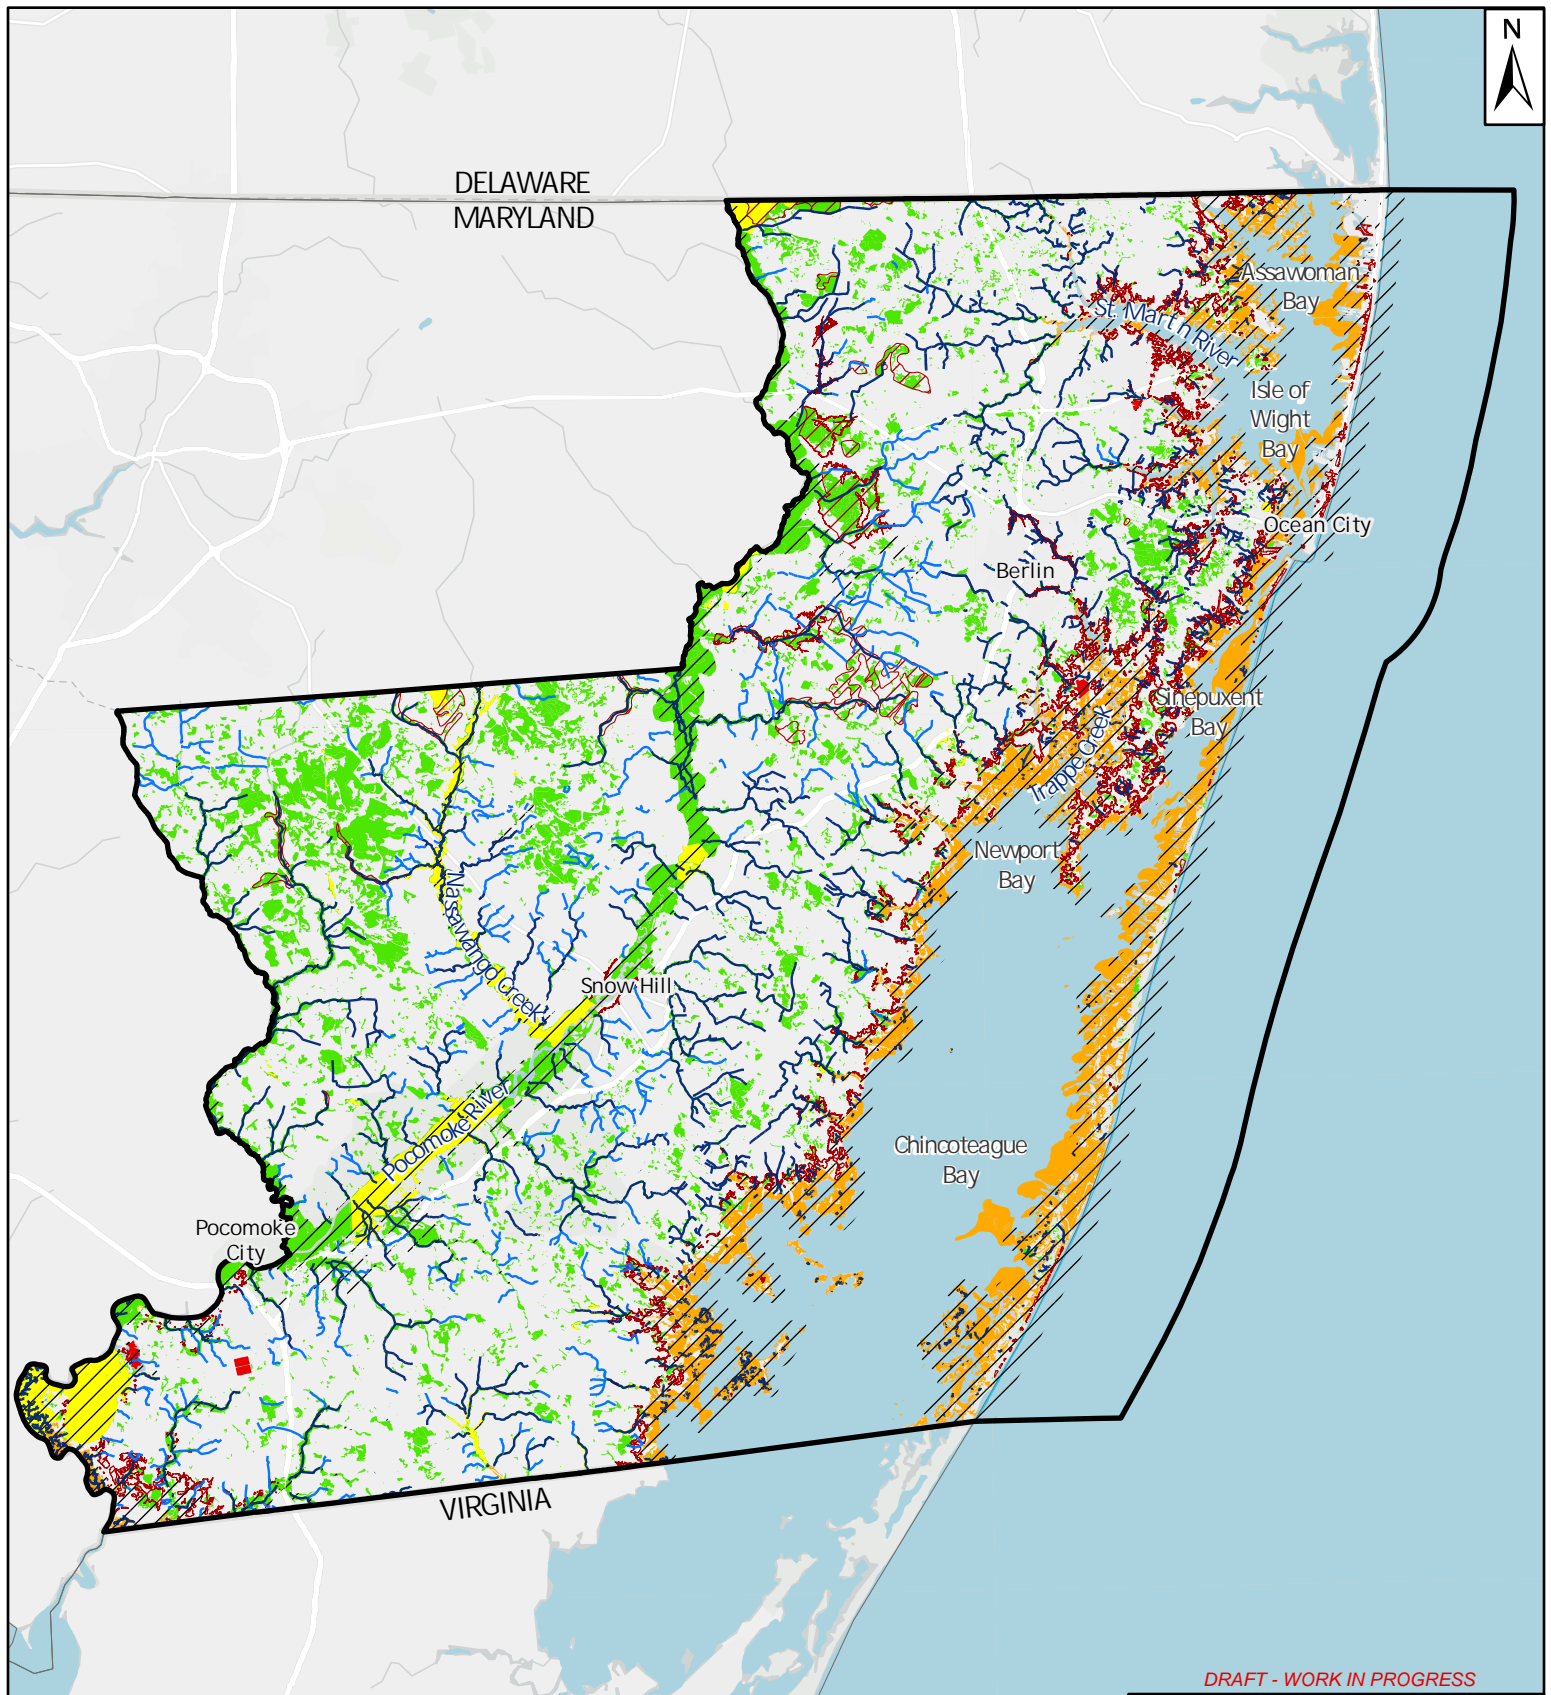 N
DELAWARE
MARYLAND
Assawoman
Bay
St. Mart n River
Isle of
Wight
Bay
Ocean City
Berlin
Sinepuxent
Bay
Trappe Creek
Newport
Bay
Nassawango Creek
Snow Hill
Pocomoke River
Chincoteague
Bay
Pocomoke
City
VIRGINIA
DRAFT - WORK IN PROGRESS